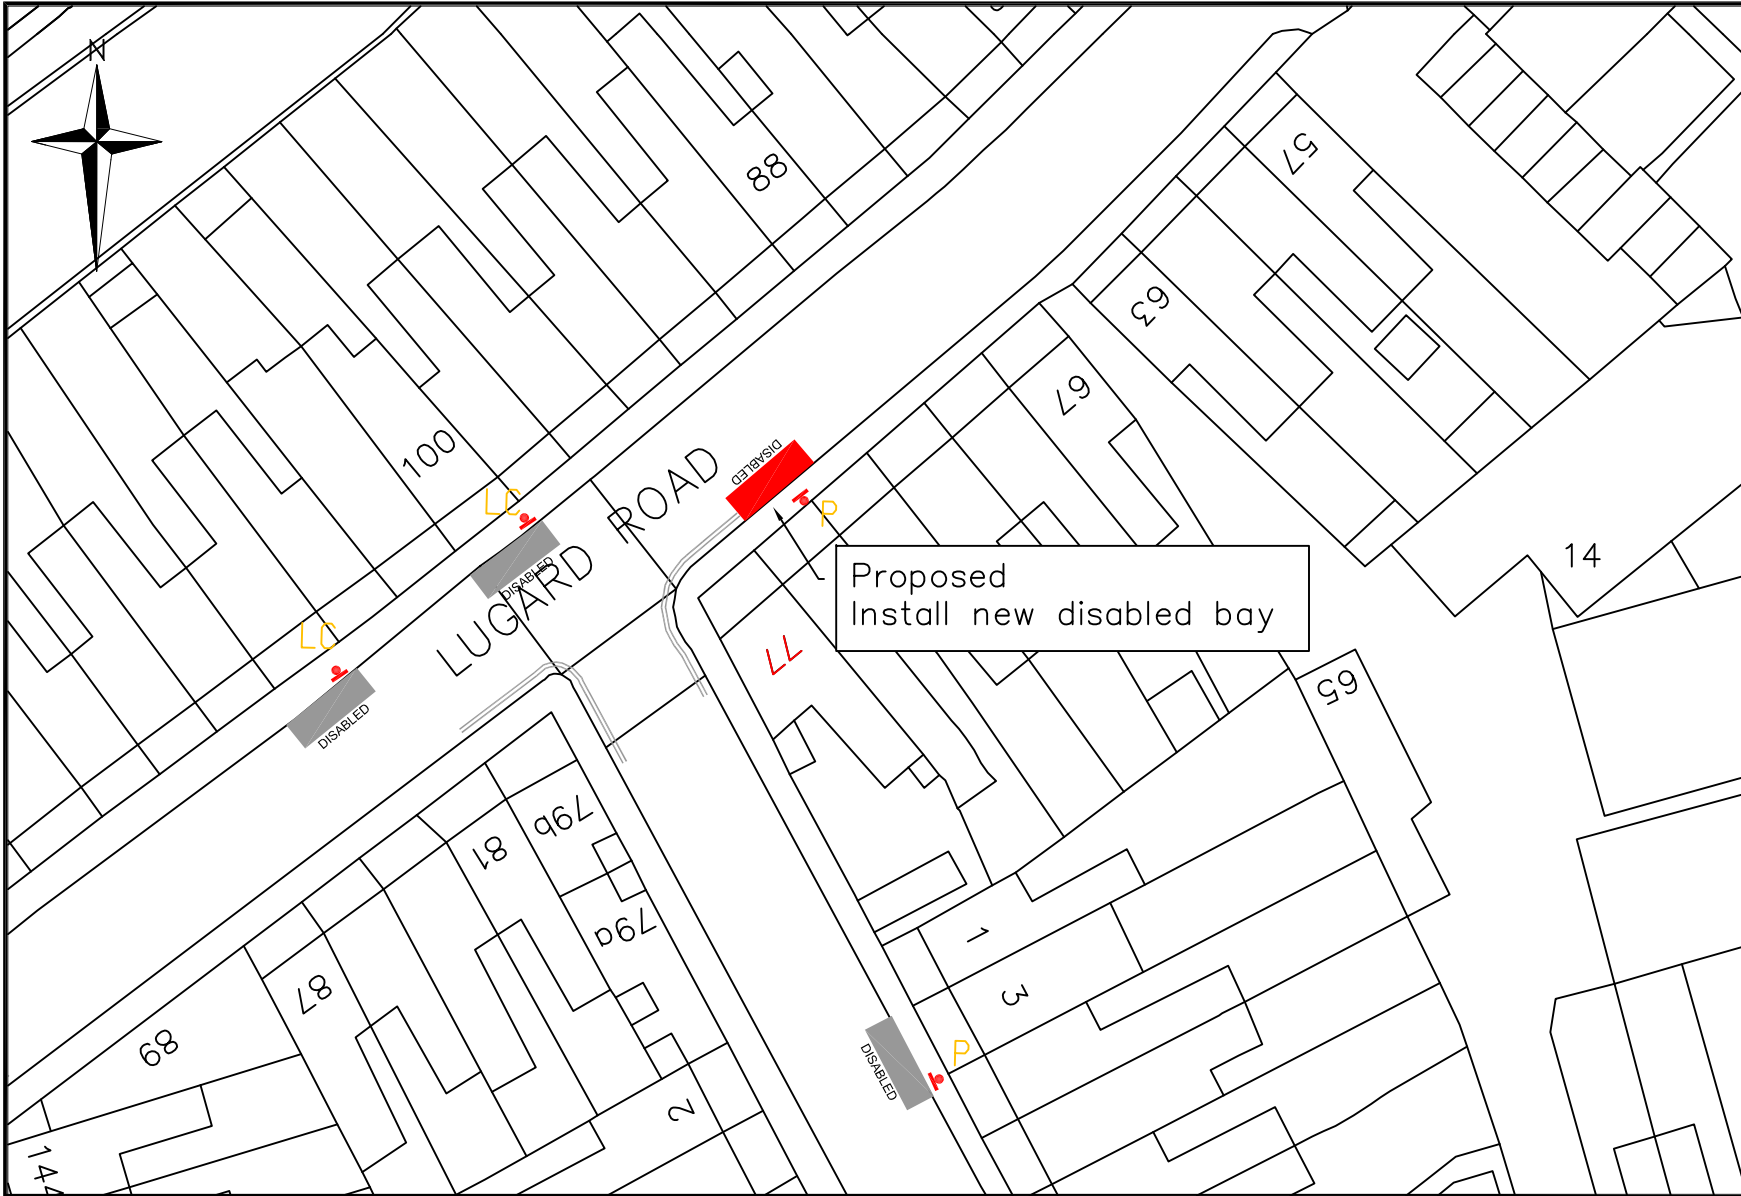 N
88
57
63
67
100
LUGARD ROAD
DISABLED
P
LC
DISABLED
LC
DISABLED
Proposed
Install new disabled bay
14
77
65
79b
81
79a
87
89
1
3
P
DISABLED
2
144